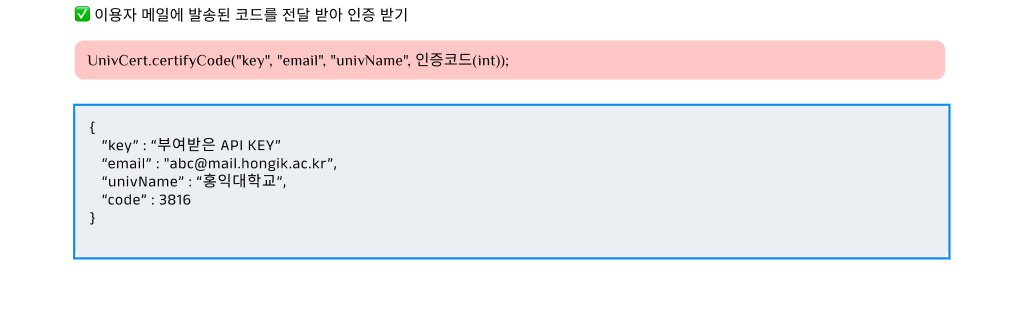 ✅ 이용자 메일에 발송된 코드를 전달 받아 인증 받기
UnivCert.certifyCode("key", "email", "univName", 인증코드(int));
{
“key” : “부여받은 API KEY”
“email” : "abc@mail.hongik.ac.kr”,
“univName” : “홍익대학교”,
“code” : 3816
}